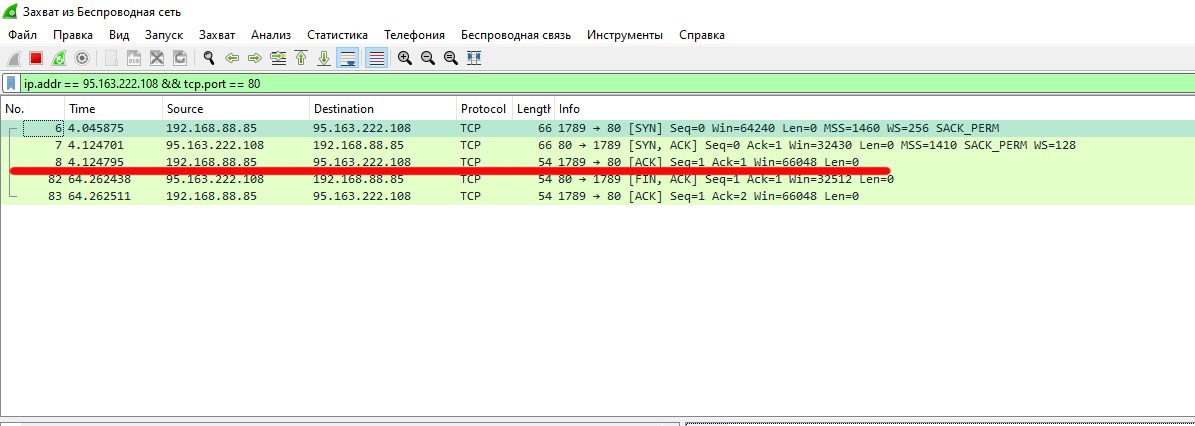 Захват из Беспроводная сеть
Файл Правка Вид Запуск Захват Анализ Статистика Телефония Беспроводная связь Инструменты Справка
ip.addr == 95.163.222.108 && tcp.port == 80
No. Time Source Destination Protocol Length Info
6 4.045875 192.168.88.85 95.163.222.108 TCP 66 1789 → 80 [SYN] Seq=0 Win=64240 Len=0 MSS=1460 WS=256 SACK_PERM
7 4.124701 95.163.222.108 192.168.88.85 TCP 66 80 → 1789 [SYN, ACK] Seq=0 Ack=1 Win=32430 Len=0 MSS=1410 SACK_PERM WS=128
8 4.124795 192.168.88.85 95.163.222.108 TCP 54 1789 → 80 [ACK] Seq=1 Ack=1 Win=66048 Len=0
82 64.262438 95.163.222.108 192.168.88.85 TCP 54 80 → 1789 [FIN, ACK] Seq=1 Ack=1 Win=32512 Len=0
83 64.262511 192.168.88.85 95.163.222.108 TCP 54 1789 → 80 [ACK] Seq=1 Ack=2 Win=66048 Len=0